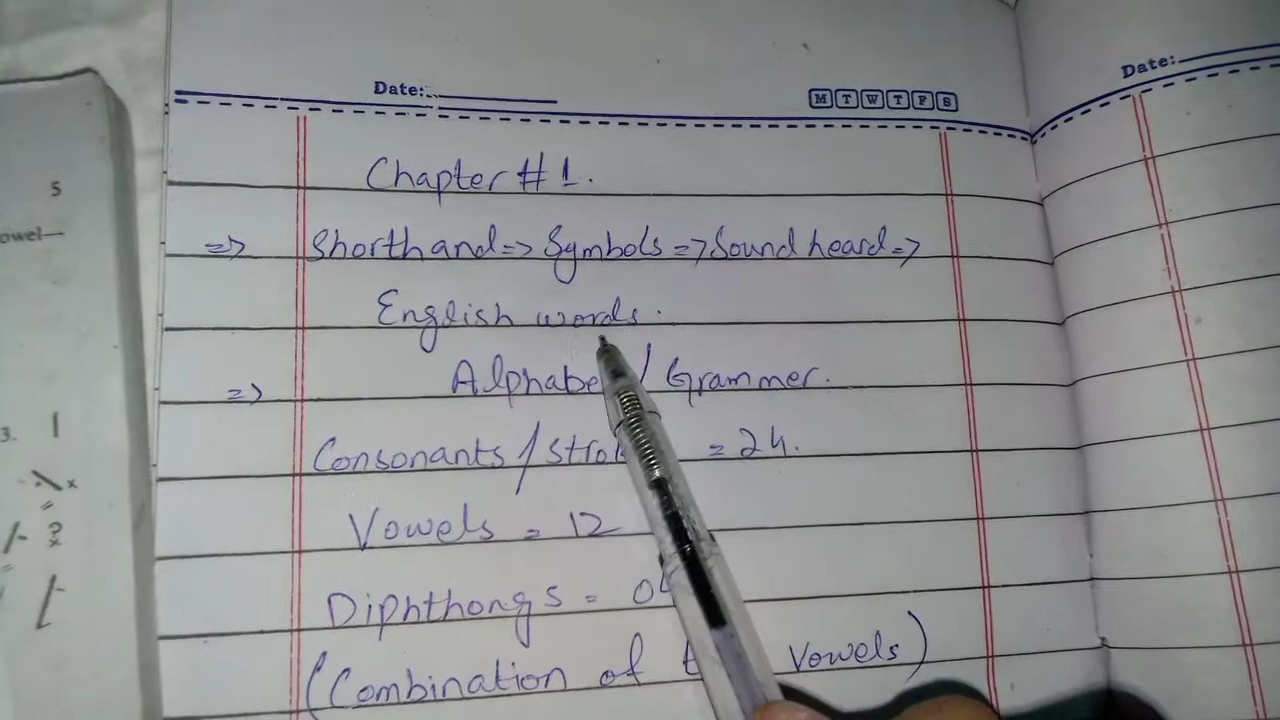 Date:
M T W T F S
Date:
5
owel—
Chapter # 1.
=> Shorthand => Symbols => Sound heard =>
English words.
=> Alphabe / Grammer.
3.
Consonants / Stro = 24.
Vowels = 12
Diphthongs = 0
(Combination of t Vowels)